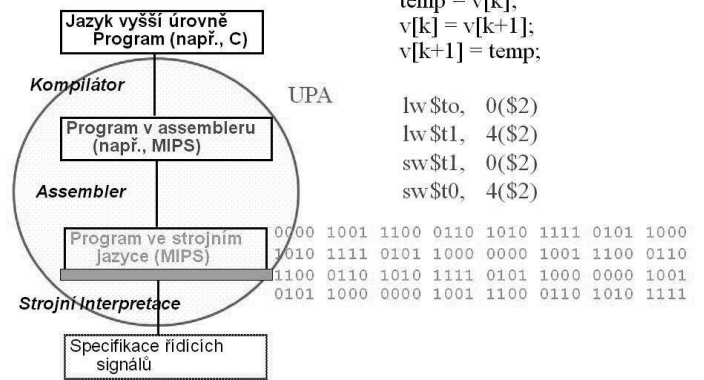 Jazyk vyšší úrovně
Program (např., C)
temp = v[k];
v[k] = v[k+1];
v[k+1] = temp;
Kompilátor
UPA
Program v assembleru
(např., MIPS)
lw $to, 0($2)
lw $t1, 4($2)
sw $t1, 0($2)
sw $t0, 4($2)
Assembler
Program ve strojním
jazyce (MIPS)
0000 1001 1100 0110 1010 1111 0101 1000
1010 1111 0101 1000 0000 1001 1100 0110
1100 0110 1010 1111 0101 1000 0000 1001
0101 1000 0000 1001 1100 0110 1010 1111
Strojní Interpretace
Specifikace řídících
signálů